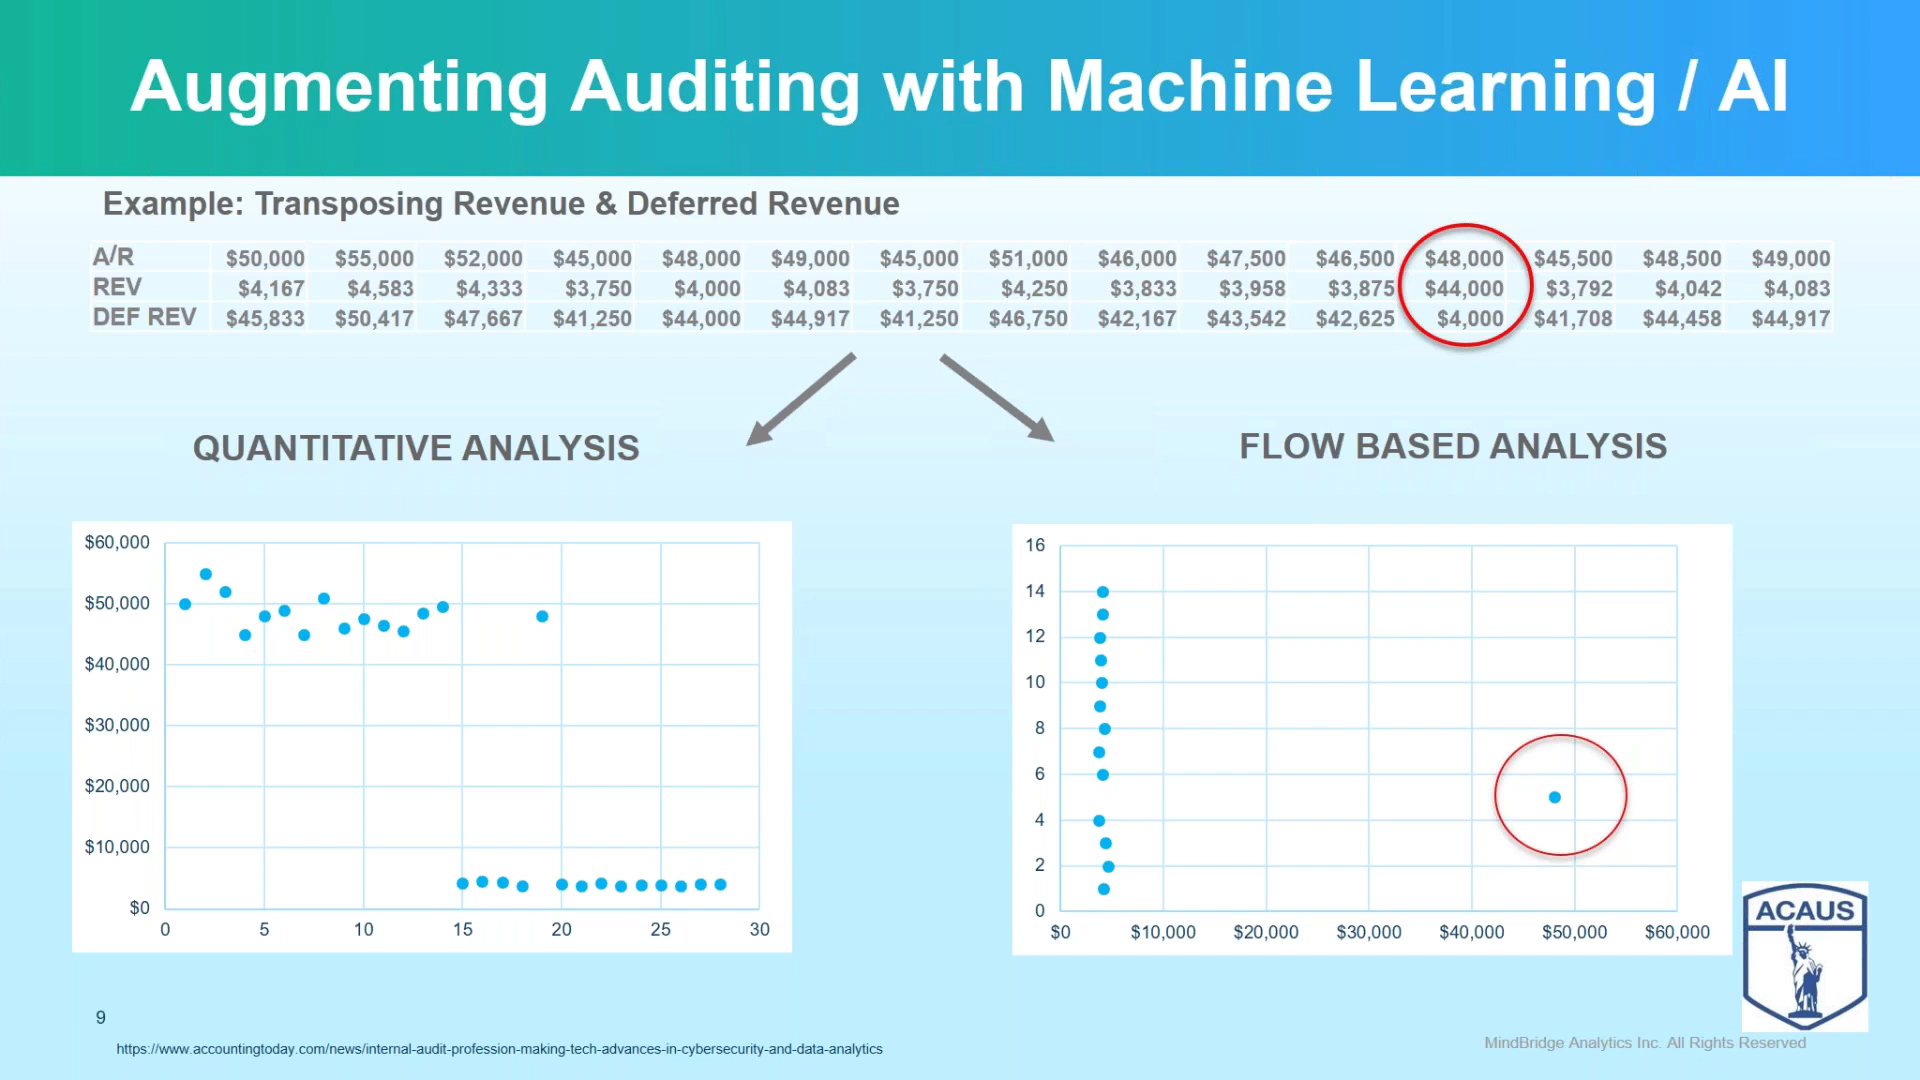 Augmenting Auditing with Machine Learning / AI
Example: Transposing Revenue & Deferred Revenue
A/R $50,000 $55,000 $52,000 $45,000 $48,000 $49,000 $45,000 $51,000 $46,000 $47,500 $46,500 $48,000 $45,500 $48,500 $49,000
REV $4,167 $4,583 $4,333 $3,750 $4,000 $4,083 $3,750 $4,250 $3,833 $3,958 $3,875 $44,000 $3,792 $4,042 $4,083
DEF REV $45,833 $50,417 $47,667 $41,250 $44,000 $44,917 $41,250 $46,750 $42,167 $43,542 $42,625 $4,000 $41,708 $44,458 $44,917
QUANTITATIVE ANALYSIS
$60,000
$50,000
$40,000
$30,000
$20,000
$10,000
$0
0 5 10 15 20 25 30
FLOW BASED ANALYSIS
16
14
12
10
8
6
4
2
0
$0 $10,000 $20,000 $30,000 $40,000 $50,000 $60,000
ACAUS
9
https://www.accountingtoday.com/news/internal-audit-profession-making-tech-advances-in-cybersecurity-and-data-analytics
MindBridge Analytics Inc. All Rights Reserved